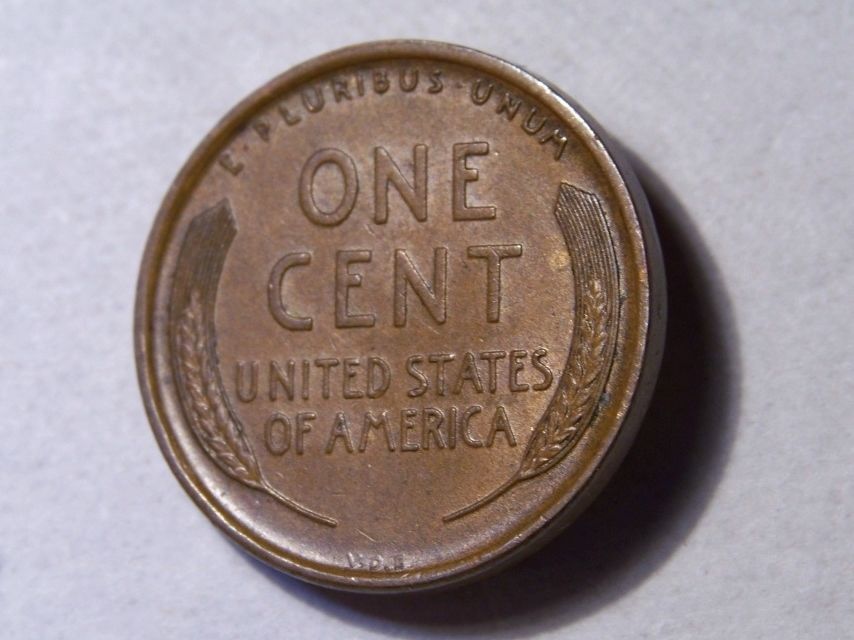 E · PLURIBUS · UNUM
ONE
CENT
UNITED STATES
OF AMERICA
V.D.B.